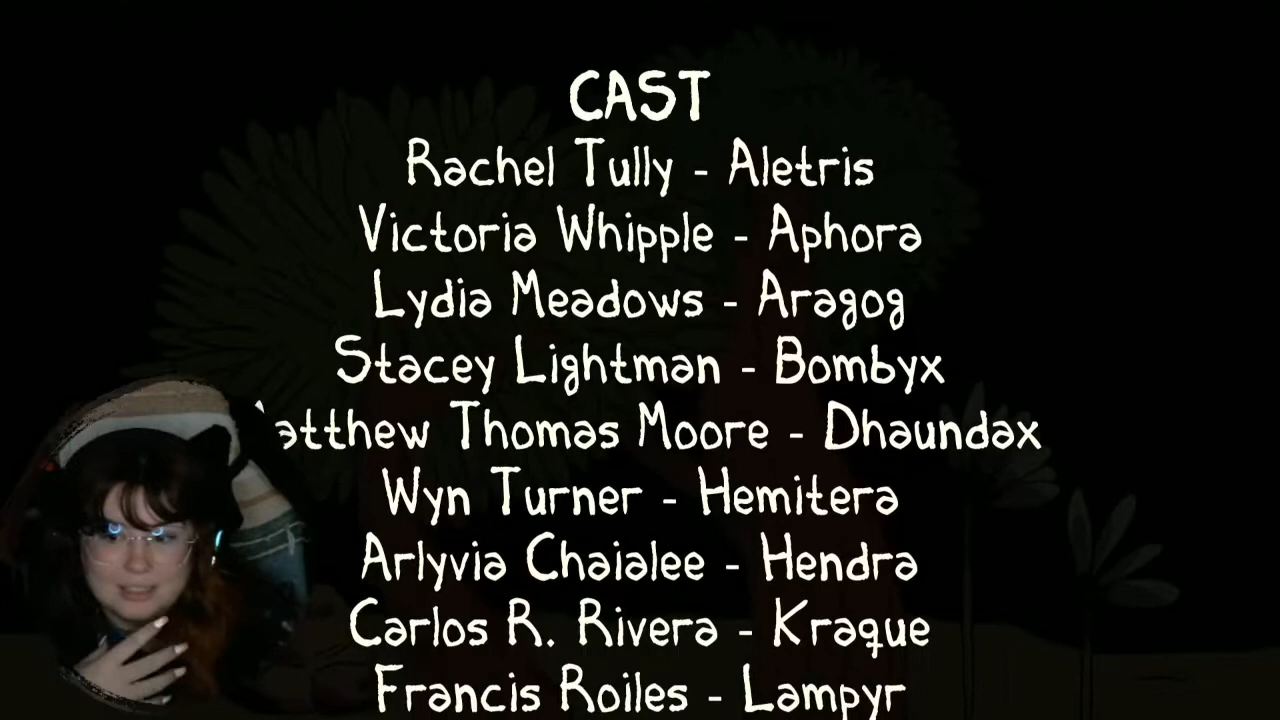 CAST
Rachel Tully - Aletris
Victoria Whipple - Aphora
Lydia Meadows - Aragog
Stacey Lightman - Bombyx
atthew Thomas Moore - Dhaundax
Wyn Turner - Hemitera
Arlyvia Chaialee - Hendra
Carlos R. Rivera - Kraque
Francis Roiles - Lampyr